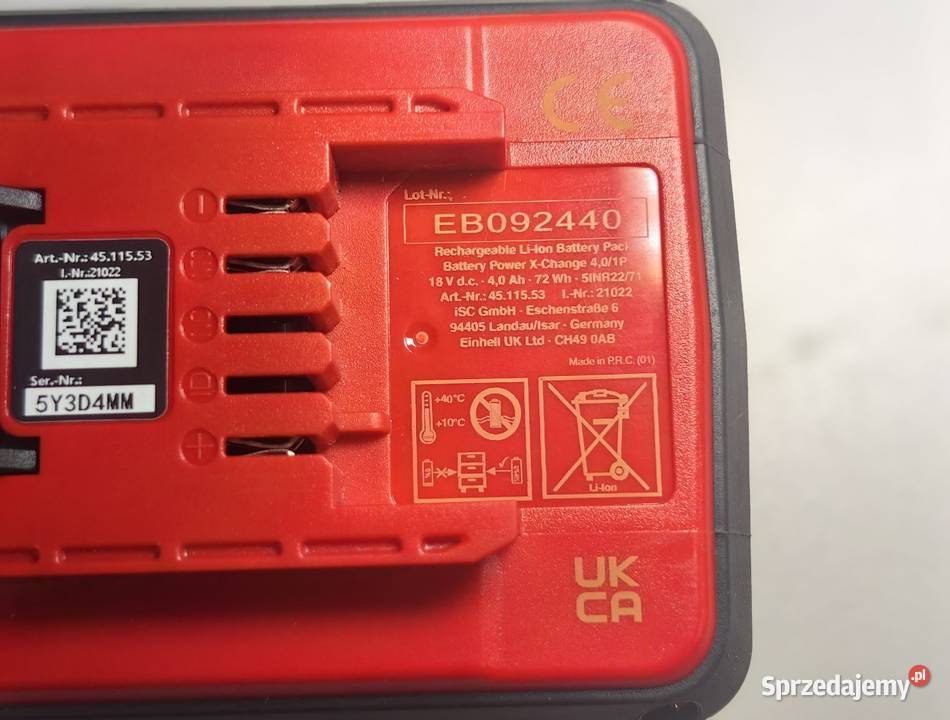 CE
Lot-Nr.:
EB092440
Rechargeable Li-Ion Battery Pack
Battery Power X-Change 4,0/1P
18 V d.c. · 4,0 Ah · 72 Wh · 5INR22/71
Art.-Nr.: 45.115.53 I.-Nr.: 21022
iSC GmbH · Eschenstraße 6
94405 Landau/Isar · Germany
Einhell UK Ltd · CH49 0AB
Made in P.R.C. (01)
Art.-Nr.: 45.115.53
I.-Nr.:21022
Ser.-Nr.:
5Y3D4MM
D
+40°C
+10°C
Li-Ion
UK
CA
Sprzedajemy.pl